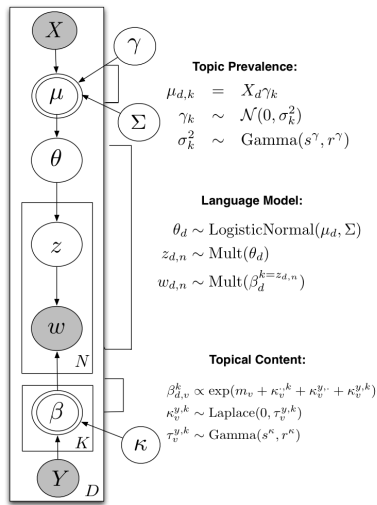 X
γ
μ
Σ
θ
z
w
N
β
K
κ
Y
D
Topic Prevalence:
μ_{d,k} = X_d γ_k
γ_k ∼ 𝒩(0, σ_k^2)
σ_k^2 ∼ Gamma(s^γ, r^γ)
Language Model:
θ_d ∼ LogisticNormal(μ_d, Σ)
z_{d,n} ∼ Mult(θ_d)
w_{d,n} ∼ Mult(β_d^{k=z_{d,n}})
Topical Content:
β_{d,v}^k ∝ exp(m_v + κ_v^{·,k} + κ_v^{y,·} + κ_v^{y,k})
κ_v^{y,k} ∼ Laplace(0, τ_v^{y,k})
τ_v^{y,k} ∼ Gamma(s^κ, r^κ)